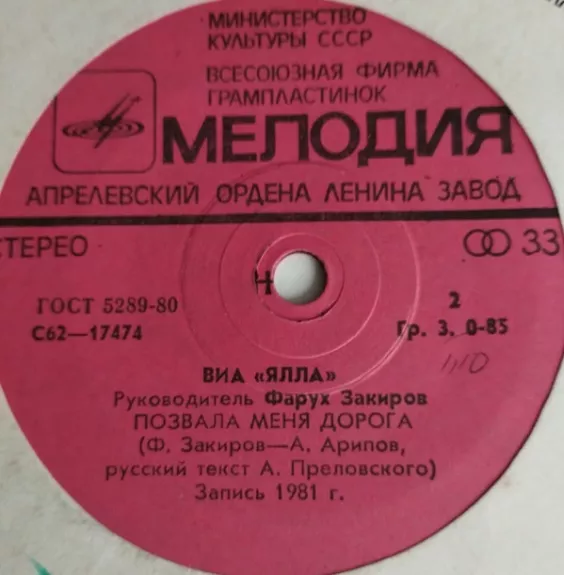 МИНИСТЕРСТВО
КУЛЬТУРЫ СССР
ВСЕСОЮЗНАЯ ФИРМА
ГРАМПЛАСТИНОК
МЕЛОДИЯ
АПРЕЛЕВСКИЙ ОРДЕНА ЛЕНИНА ЗАВОД
СТЕРЕО 33
ГОСТ 5289-80 2
С62—17474 Гр. 3. 0-85
ВИА «ЯЛЛА»
Руководитель Фарух Закиров
ПОЗВАЛА МЕНЯ ДОРОГА
(Ф. Закиров—А. Арипов,
русский текст А. Преловского)
Запись 1981 г.